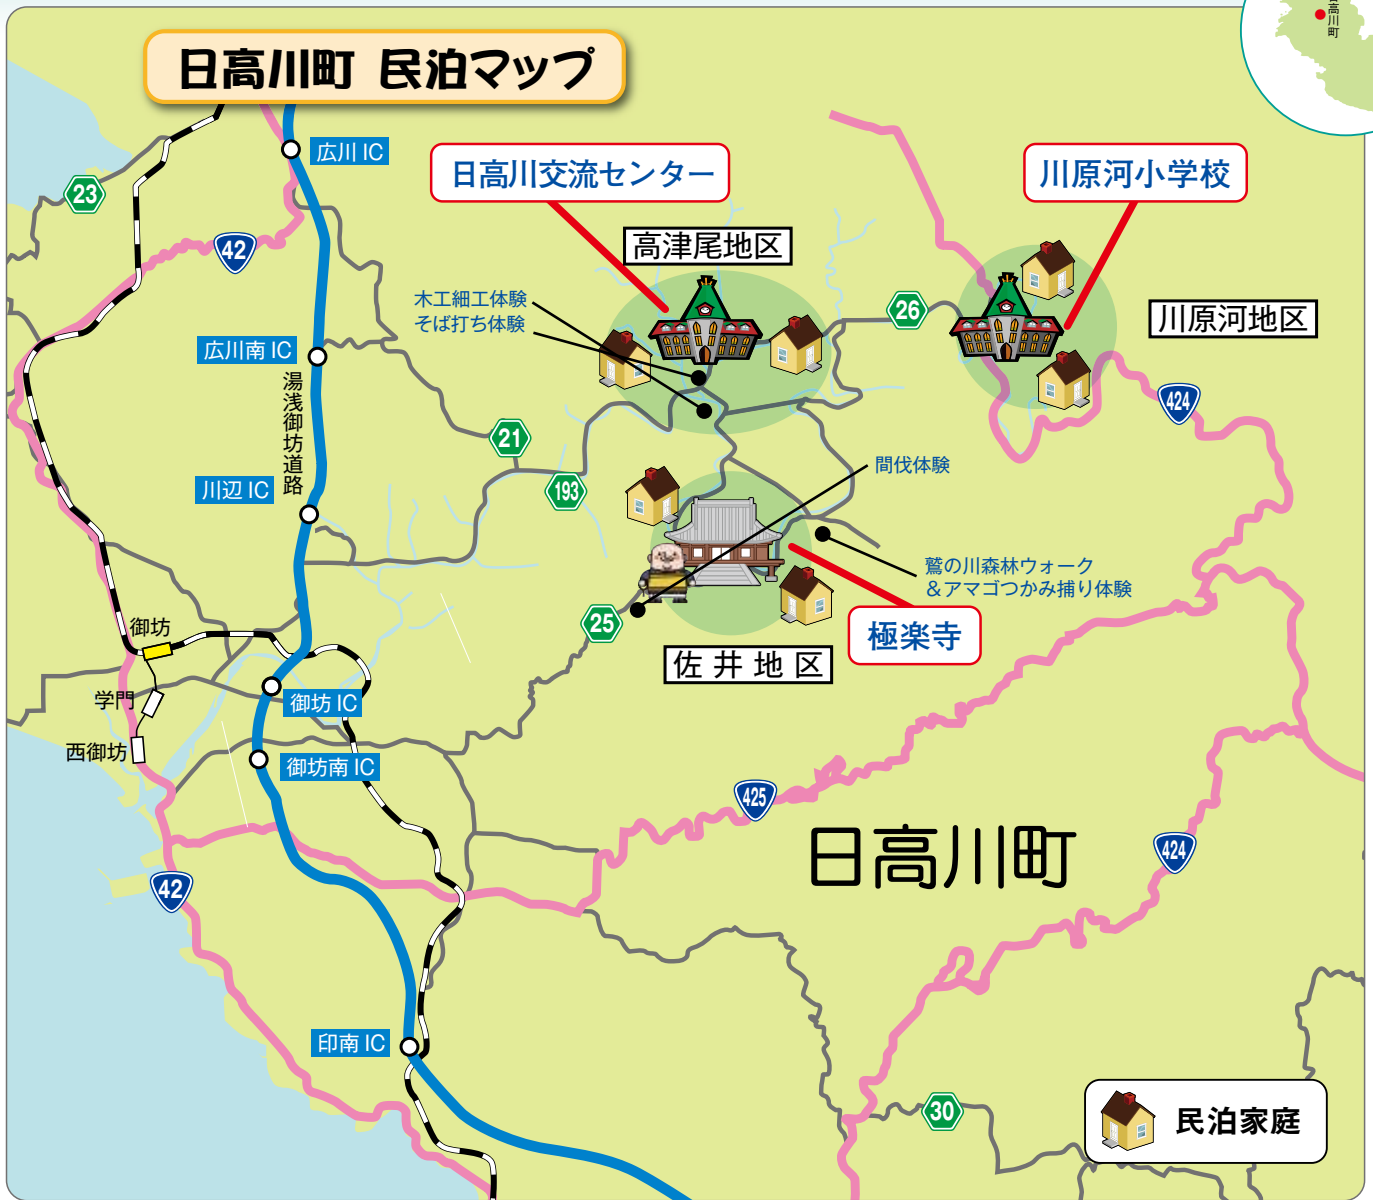 日高川町 民泊マップ
日高川町
広川 IC
23
42
日高川交流センター
川原河小学校
高津尾地区
木工細工体験
そば打ち体験
26
川原河地区
広川南 IC
湯浅御坊道路
424
21
193
川辺 IC
間伐体験
鷲の川森林ウォーク
＆アマゴつかみ捕り体験
25
極楽寺
佐井地区
御坊
学門
西御坊
御坊 IC
御坊南 IC
425
日高川町
424
42
印南 IC
30
民泊家庭